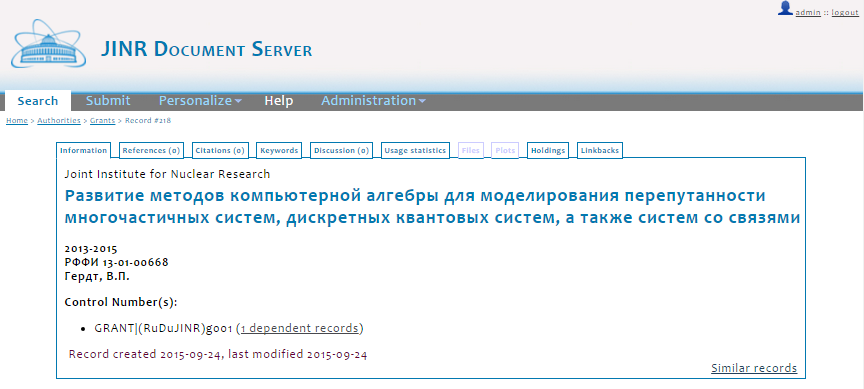 admin :: logout
JINR Document Server
Search Submit Personalize Help Administration
Home > Authorities > Grants > Record #218
Information References (0) Citations (0) Keywords Discussion (0) Usage statistics Files Plots Holdings Linkbacks
Joint Institute for Nuclear Research
Развитие методов компьютерной алгебры для моделирования перепутанности
многочастичных систем, дискретных квантовых систем, а также систем со связями
2013-2015
РФФИ 13-01-00668
Гердт, В.П.
Control Number(s):
• GRANT|(RuDuJINR)g001 (1 dependent records)
Record created 2015-09-24, last modified 2015-09-24
Similar records